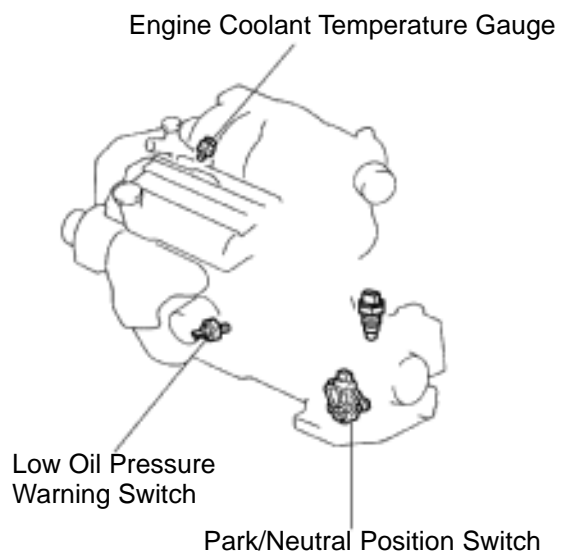 Engine Coolant Temperature Gauge
Low Oil Pressure
Warning Switch
Park/Neutral Position Switch